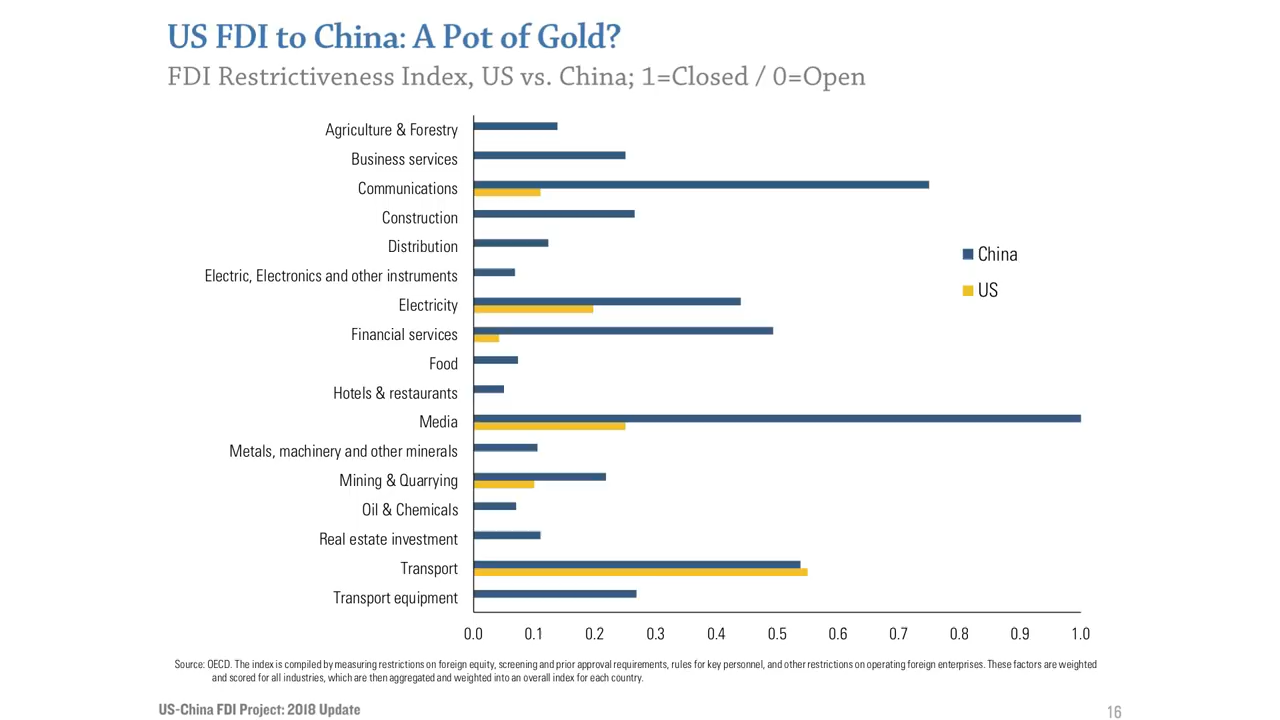 US FDI to China: A Pot of Gold?
FDI Restrictiveness Index, US vs. China; 1=Closed / 0=Open
Agriculture & Forestry
Business services
Communications
Construction
Distribution
Electric, Electronics and other instruments
Electricity
Financial services
Food
Hotels & restaurants
Media
Metals, machinery and other minerals
Mining & Quarrying
Oil & Chemicals
Real estate investment
Transport
Transport equipment
China
US
0.0 0.1 0.2 0.3 0.4 0.5 0.6 0.7 0.8 0.9 1.0
Source: OECD. The index is compiled by measuring restrictions on foreign equity, screening and prior approval requirements, rules for key personnel, and other restrictions on operating foreign enterprises. These factors are weighted
and scored for all industries, which are then aggregated and weighted into an overall index for each country.
US-China FDI Project: 2018 Update
16